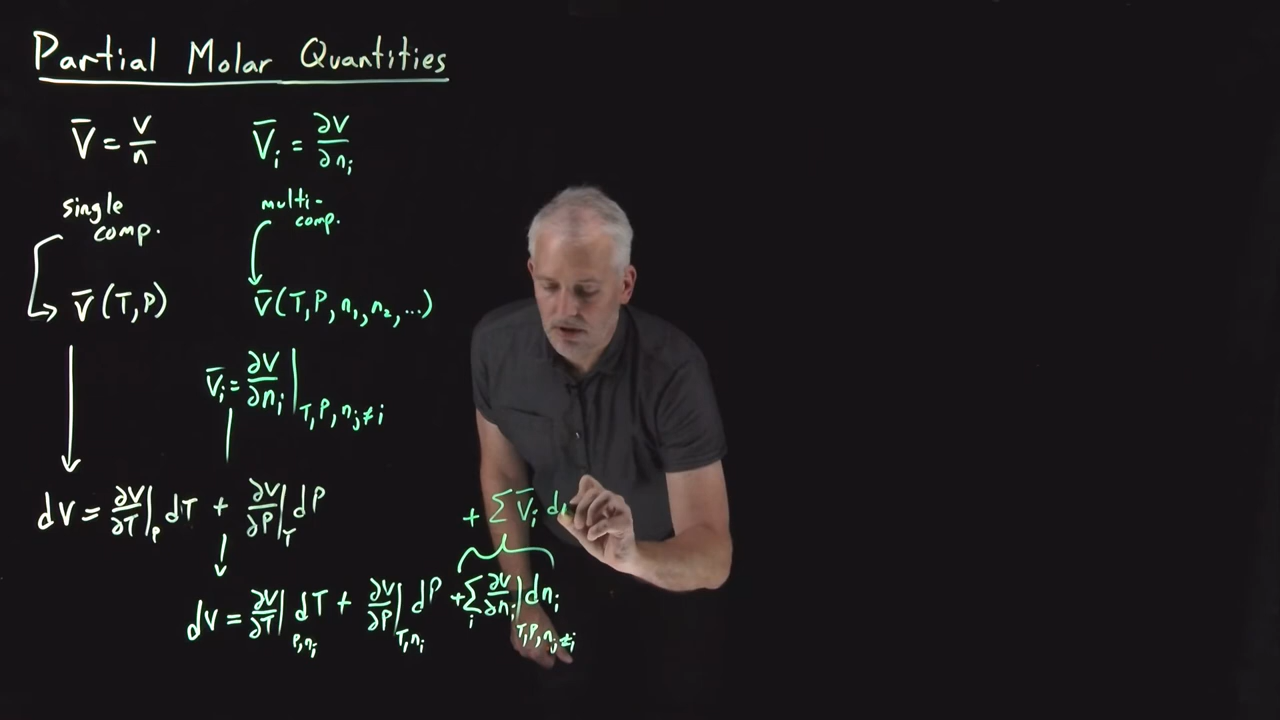 Partial Molar Quantities
V̄ = V/n
V̄ᵢ = ∂V/∂nᵢ
single comp.
multi-comp.
V̄(T,P)
V̄(T,P,n₁,n₂,...)
V̄ᵢ = ∂V/∂nᵢ|T,P,nⱼ≠i
dV = ∂V/∂T|P dT + ∂V/∂P|T dP
+ Σ V̄ᵢ dn
dV = ∂V/∂T|P,nᵢ dT + ∂V/∂P|T,nᵢ dP + Σᵢ ∂V/∂nᵢ|T,P,nⱼ≠i dnᵢ